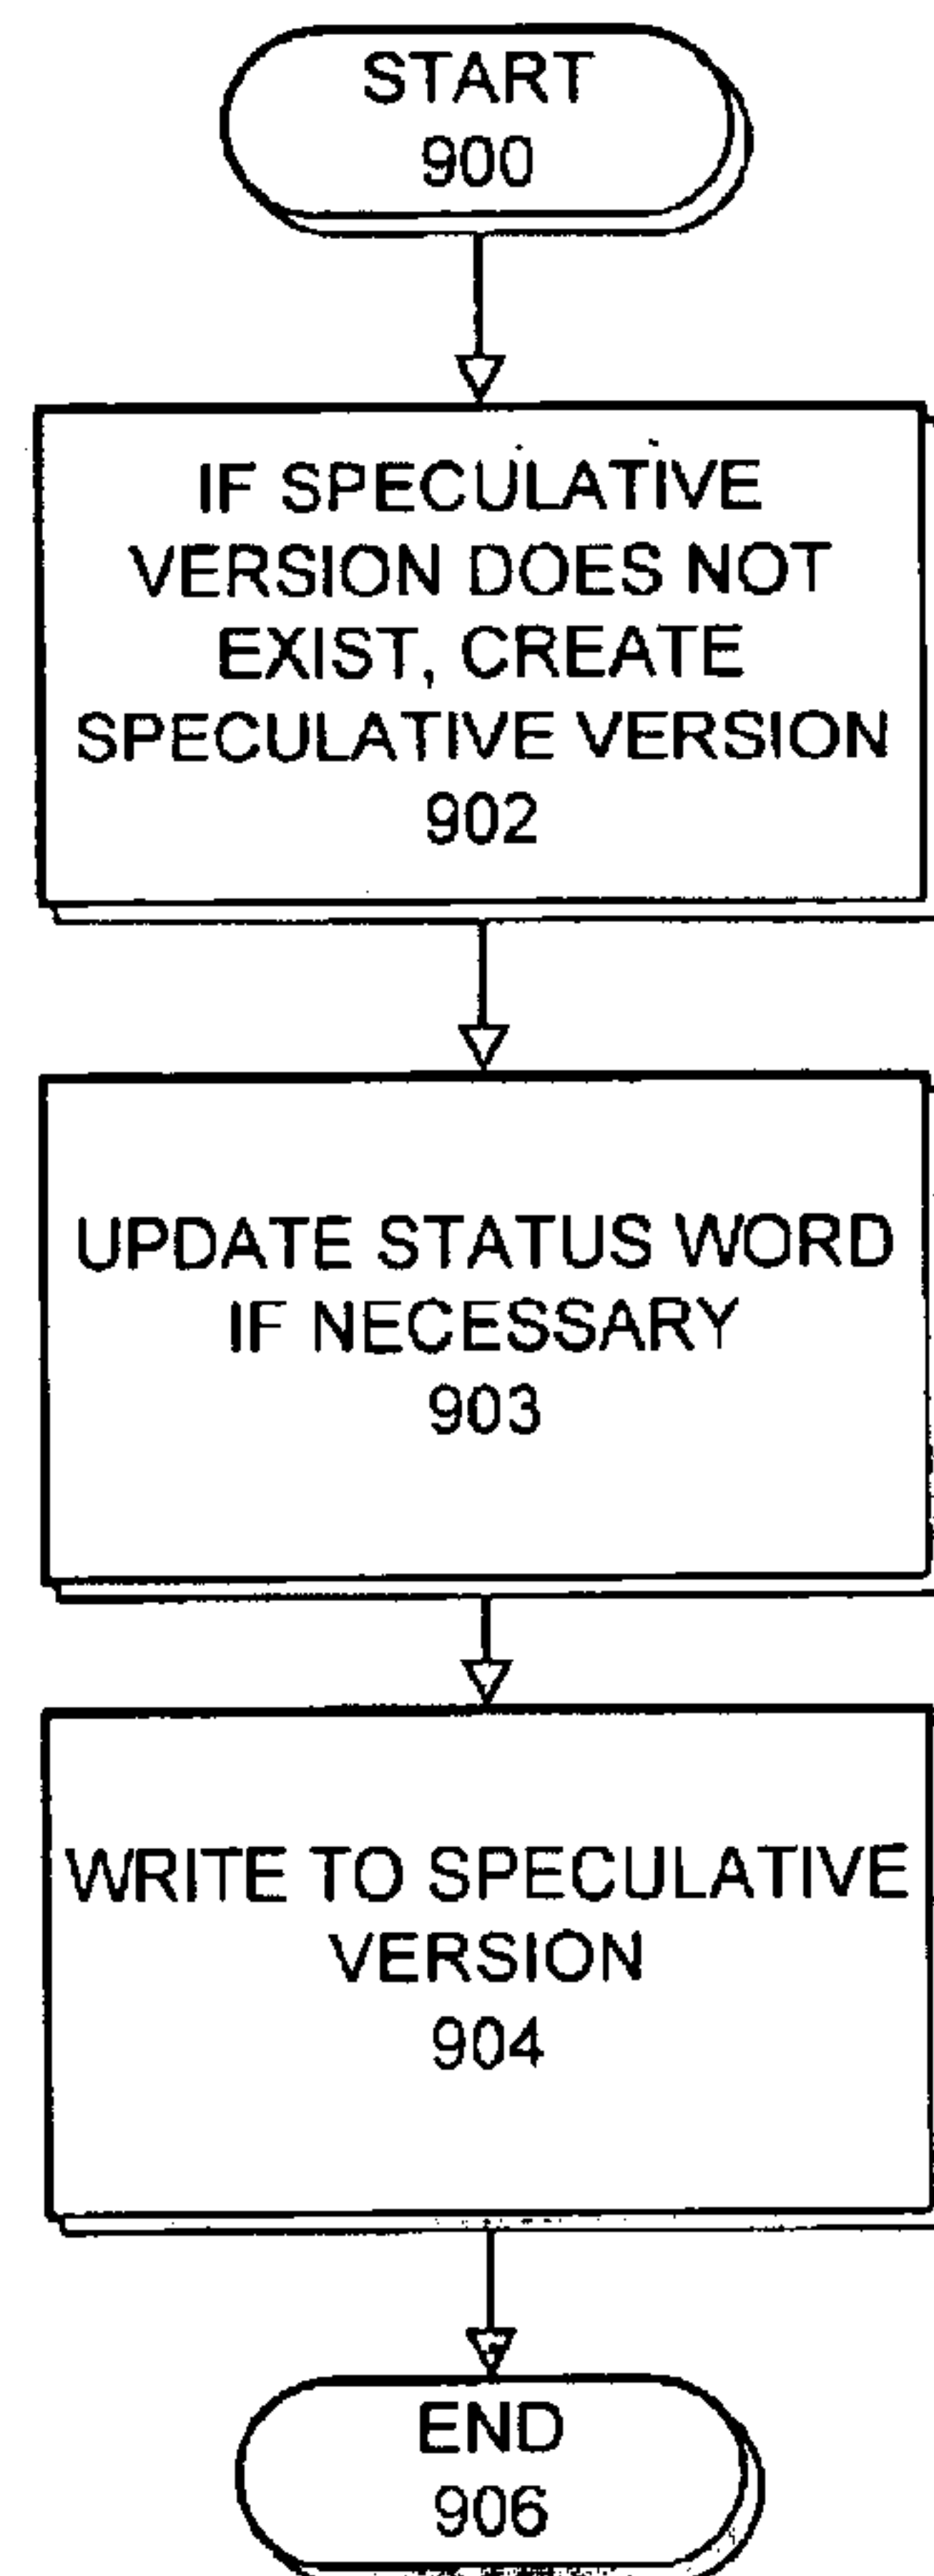 START
900
IF SPECULATIVE
VERSION DOES NOT
EXIST, CREATE
SPECULATIVE VERSION
902
UPDATE STATUS WORD
IF NECESSARY
903
WRITE TO SPECULATIVE
VERSION
904
END
906